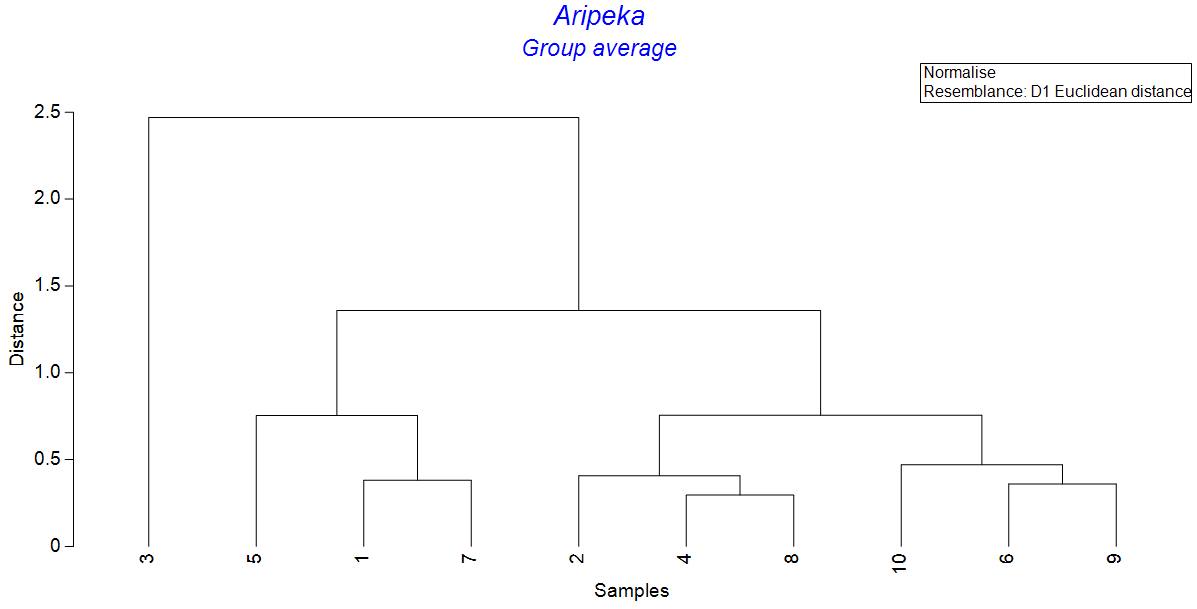 Aripeka
Group average
Normalise
Resemblance: D1 Euclidean distance
2.5
2.0
1.5
1.0
0.5
0
Distance
3 5 1 7 2 4 8 10 6 9
Samples